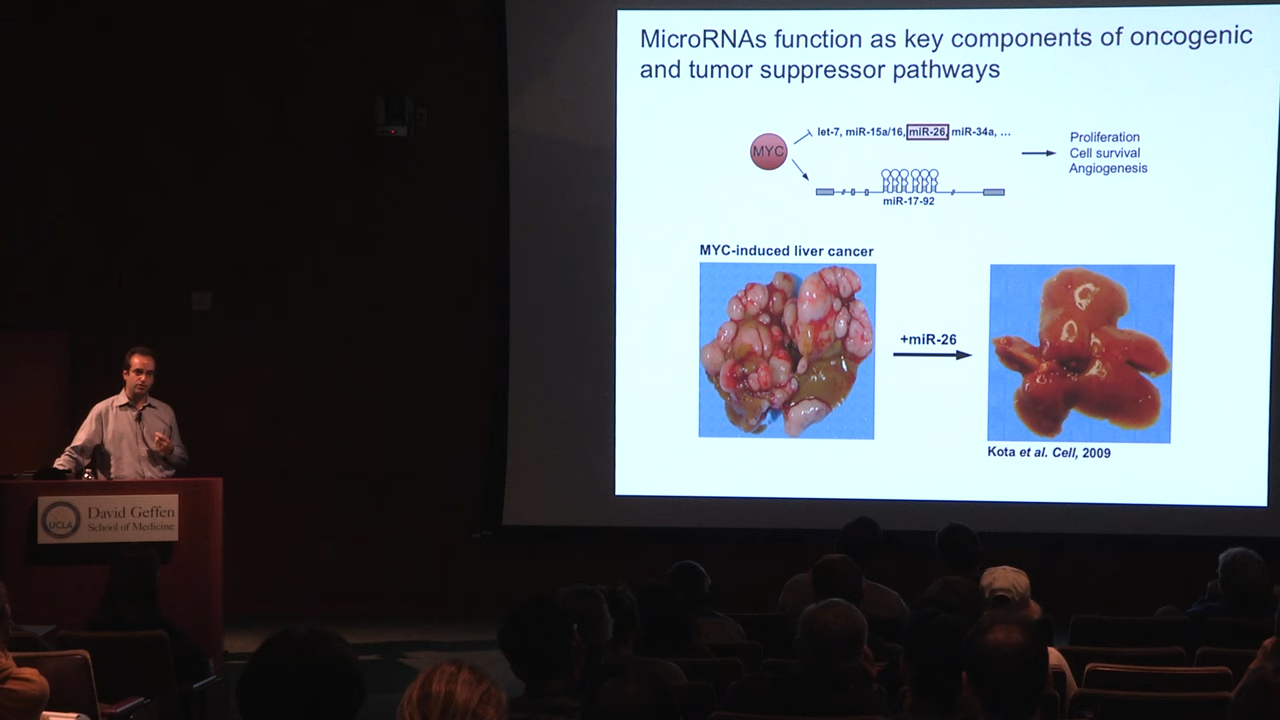 MicroRNAs function as key components of oncogenic
and tumor suppressor pathways
MYC
let-7, miR-15a/16, miR-26, miR-34a, ...
miR-17-92
Proliferation
Cell survival
Angiogenesis
MYC-induced liver cancer
+miR-26
Kota et al. Cell, 2009
UCLA
David Geffen
School of Medicine